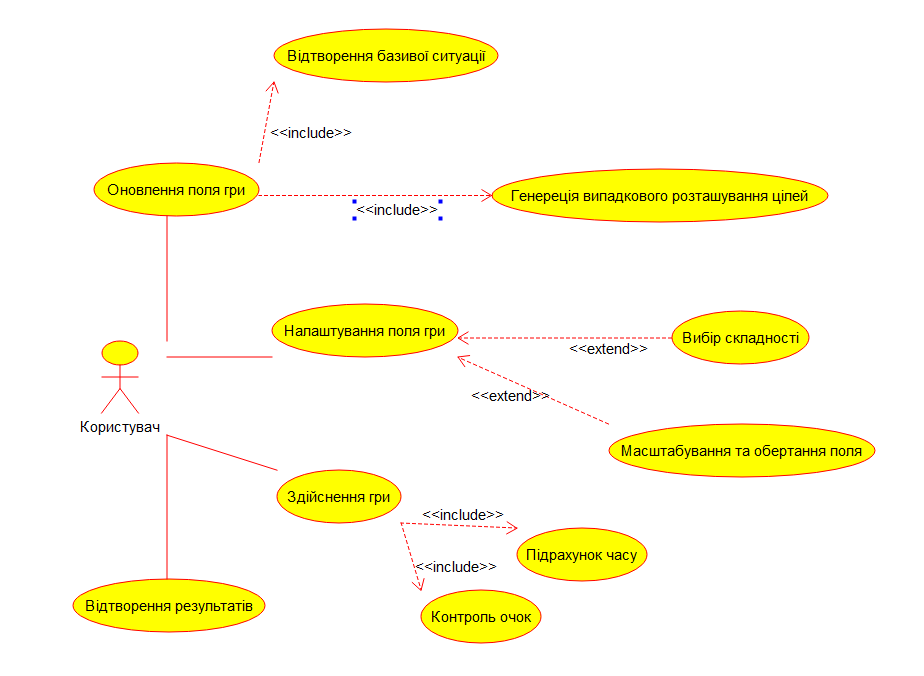 Відтворення базивої ситуації
<<include>>
Оновлення поля гри
<<include>>
Генереція випадкового розташування цілей
Налаштування поля гри
<<extend>>
Вибір складності
<<extend>>
Користувач
Масштабування та обертання поля
Здійснення гри
<<include>>
Підрахунок часу
<<include>>
Відтворення результатів
Контроль очок